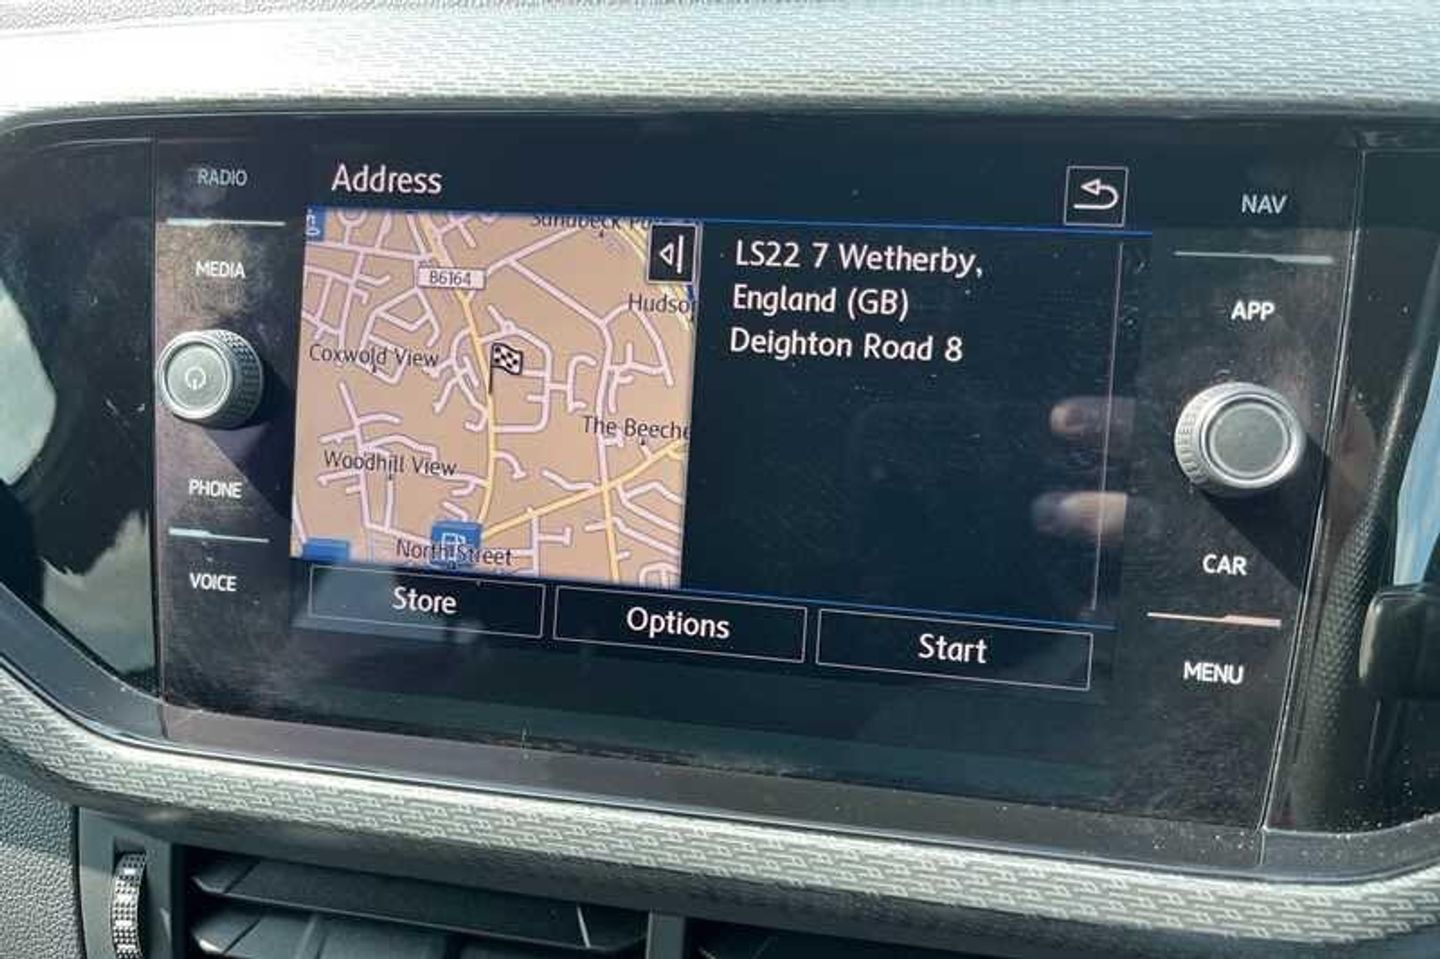 RADIO
MEDIA
PHONE
VOICE
Address
B6164
Hudso
Coxwold View
The Beeche
Woodhill View
North Street
LS22 7 Wetherby,
England (GB)
Deighton Road 8
Store
Options
Start
NAV
APP
CAR
MENU